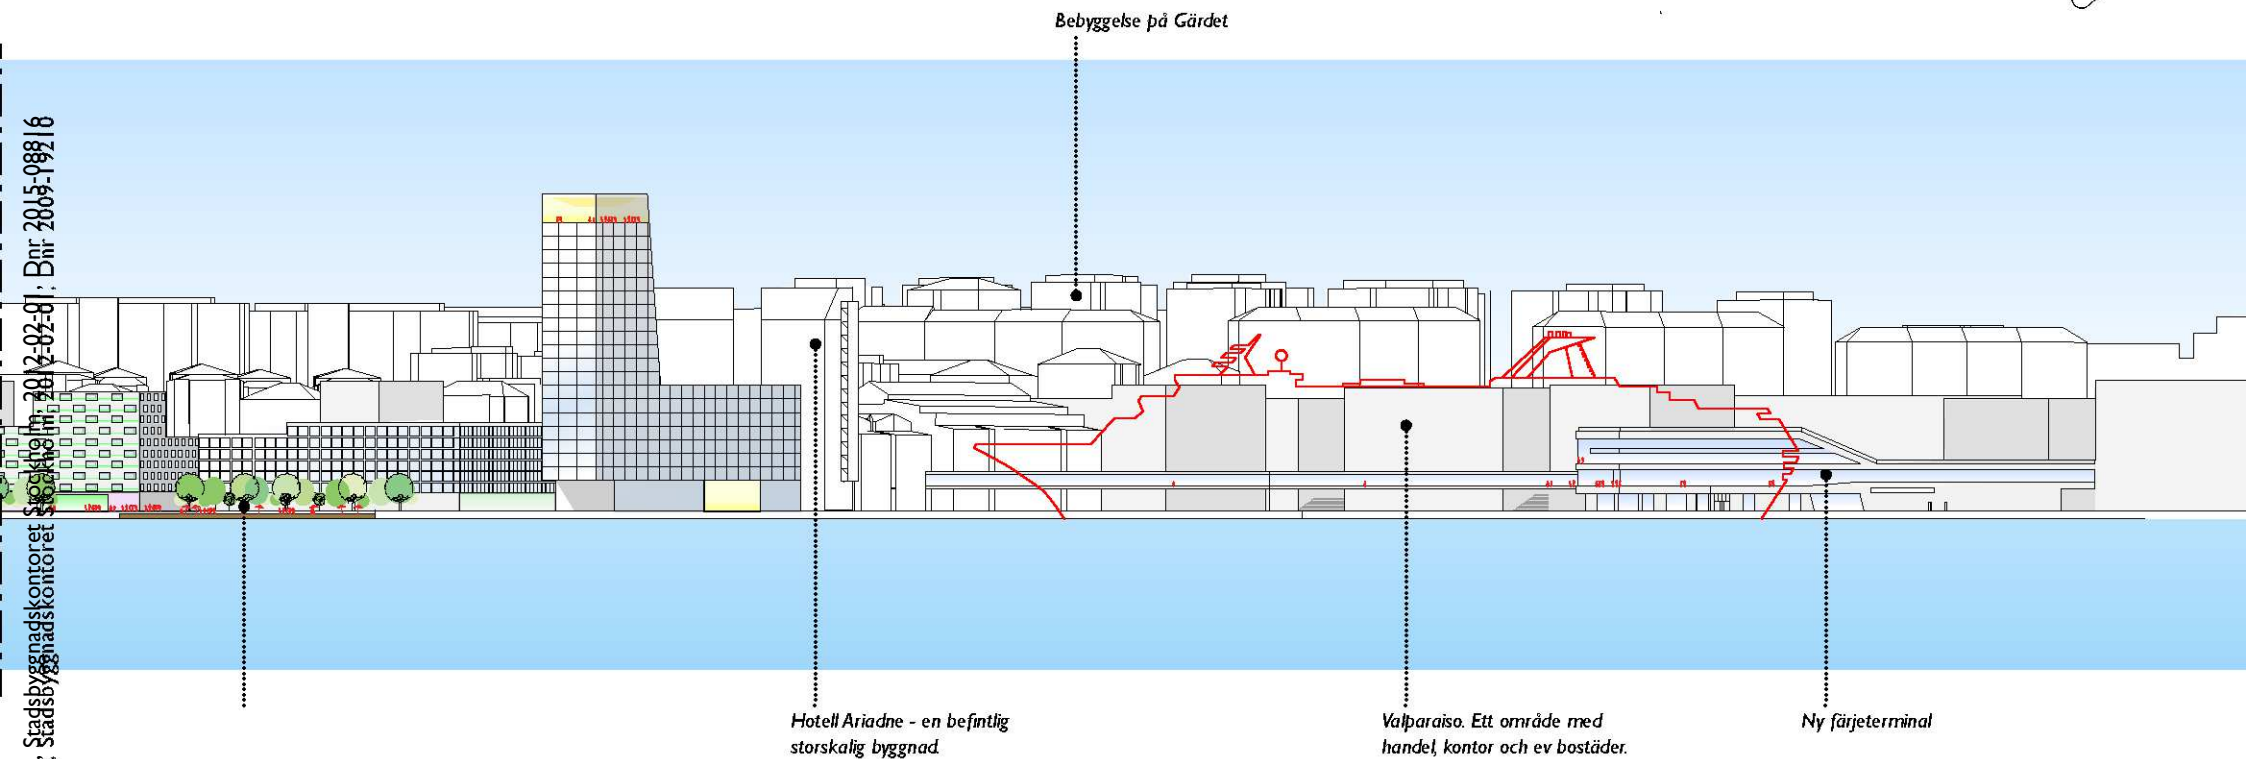 Bebyggelse på Gärdet
, Stadsbyggnadskontoret Stockholm, 2012-02-01, Dnr 2015-08816
, Stadsbyggnadskontoret Stockholm, 2012-02-01, Dnr 2009-19210
Hotell Ariadne - en befintlig
storskalig byggnad.
Valparaiso. Ett område med
handel, kontor och ev bostäder.
Ny färjeterminal